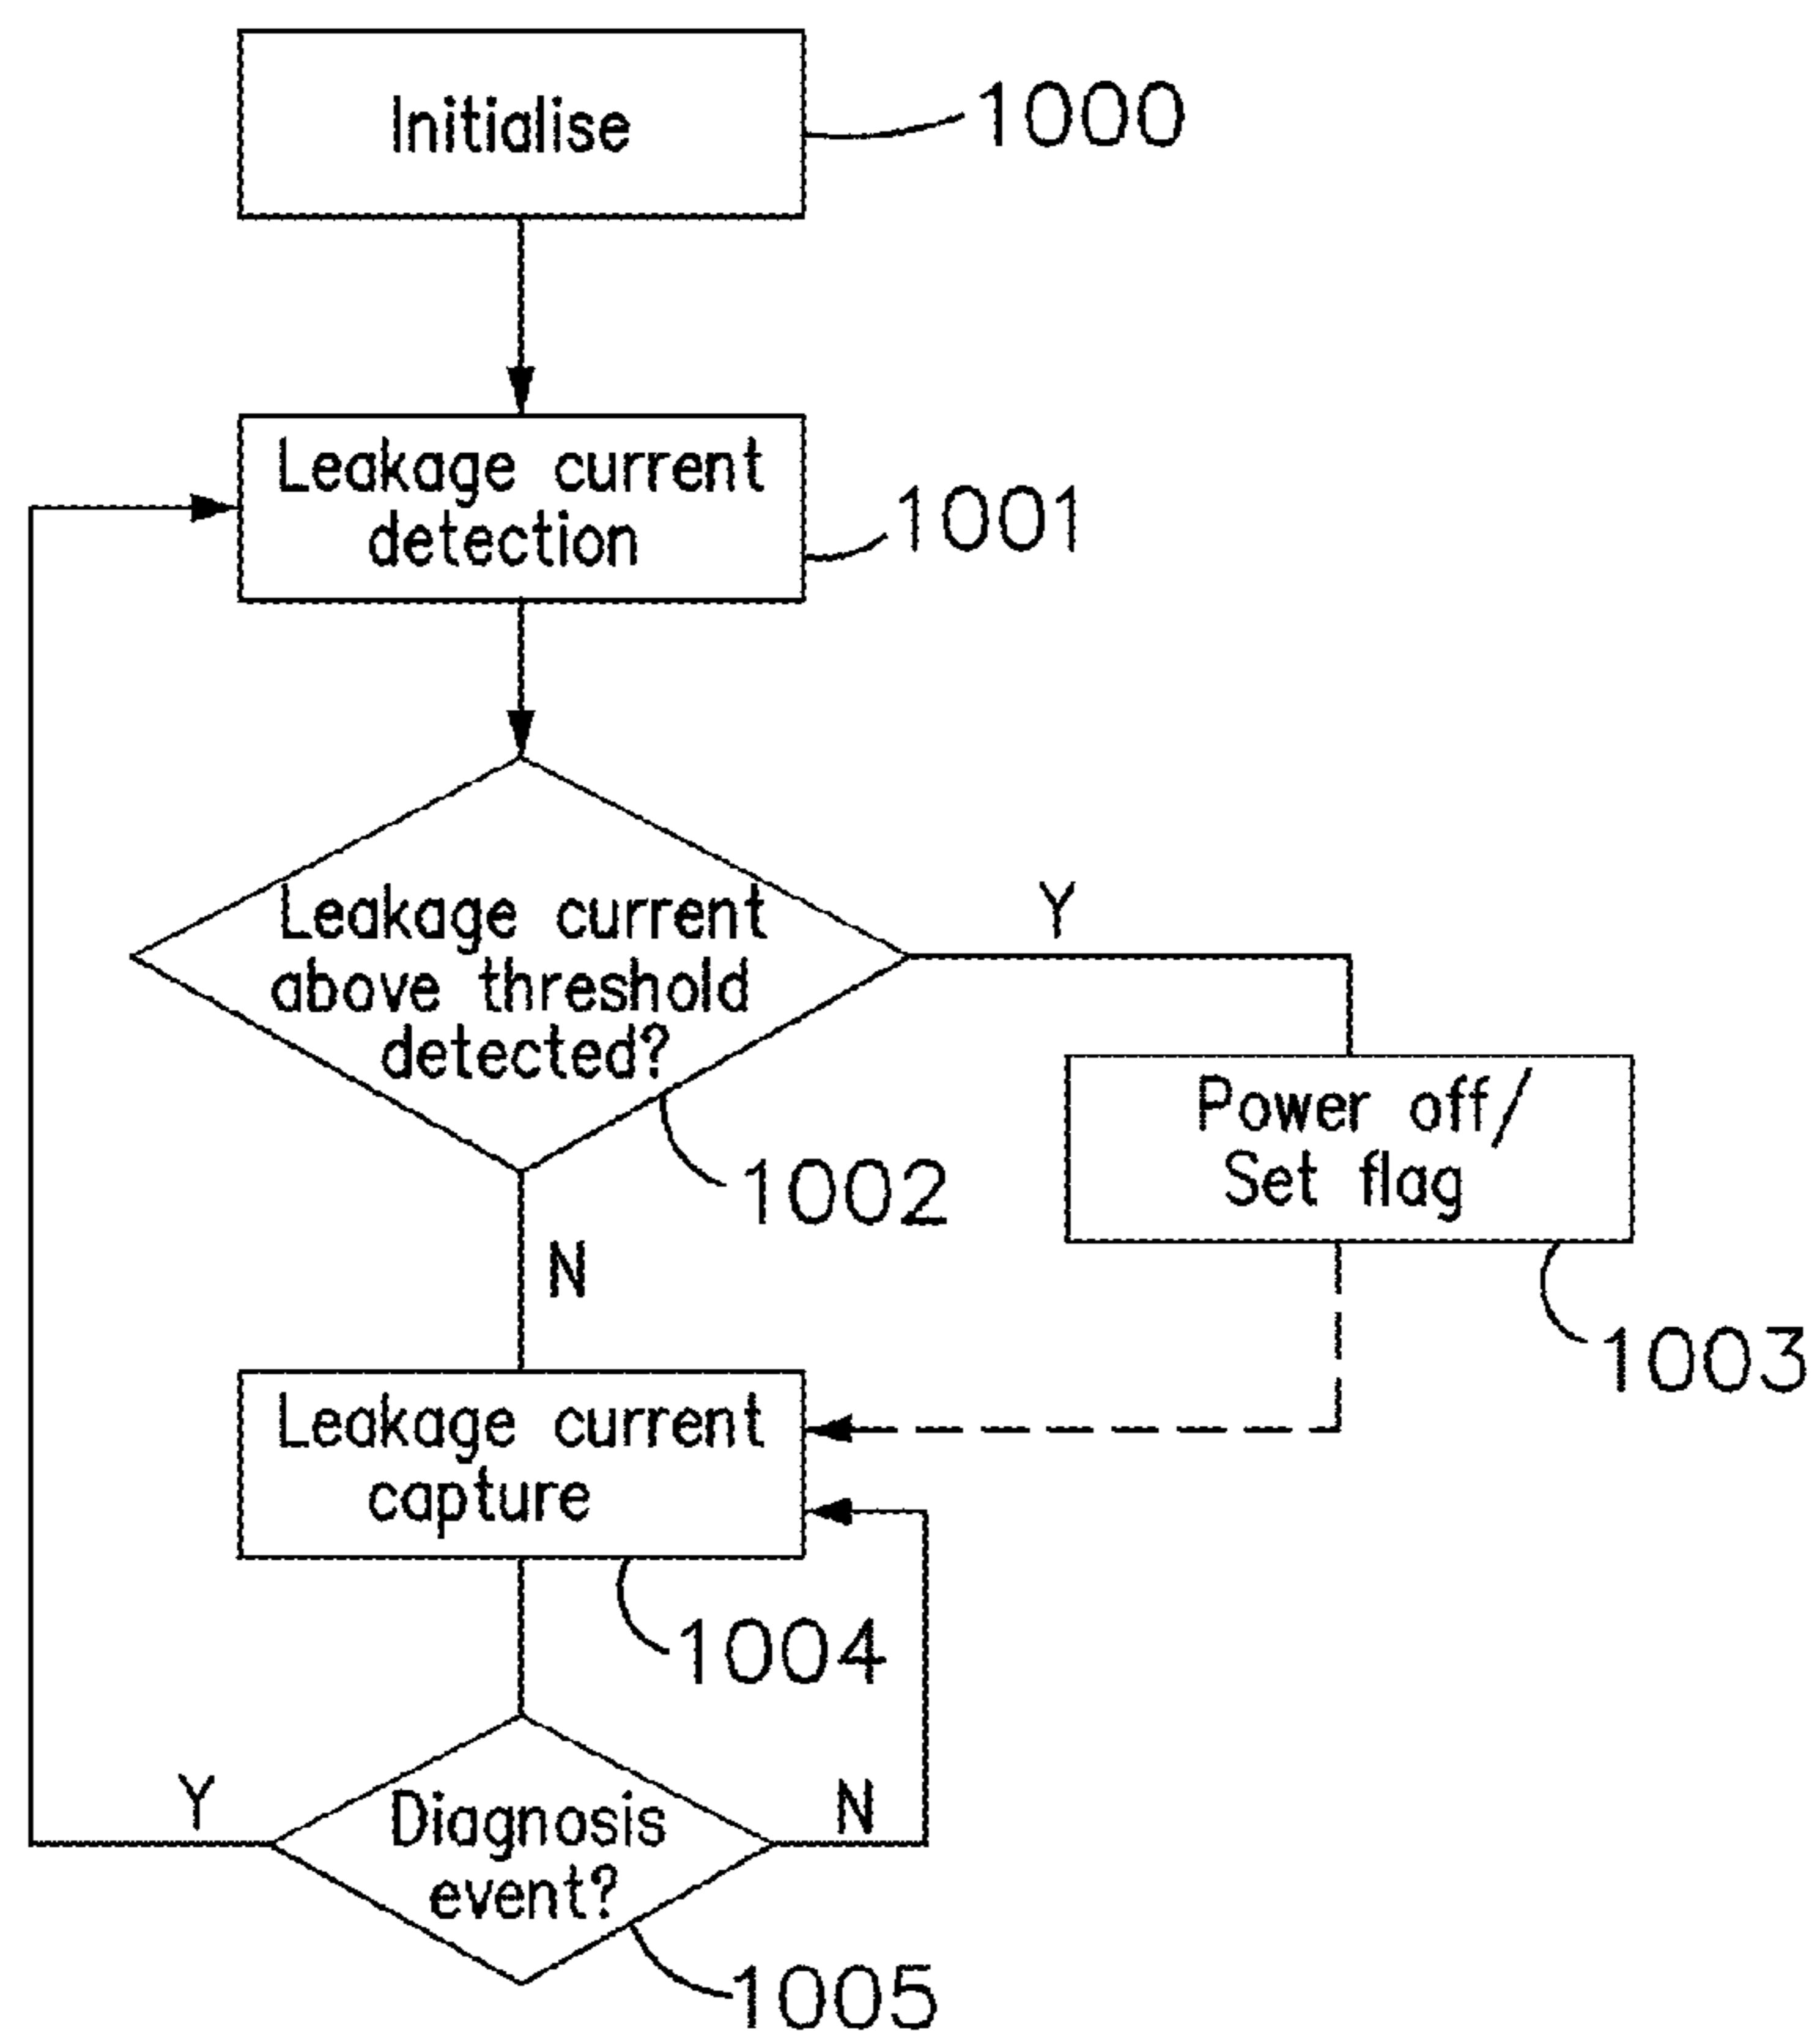 Initialise
1000
Leakage current
detection
1001
Leakage current
above threshold
detected?
Y
1002
Power off/
Set flag
N
1003
Leakage current
capture
1004
Y
Diagnosis
event?
N
1005